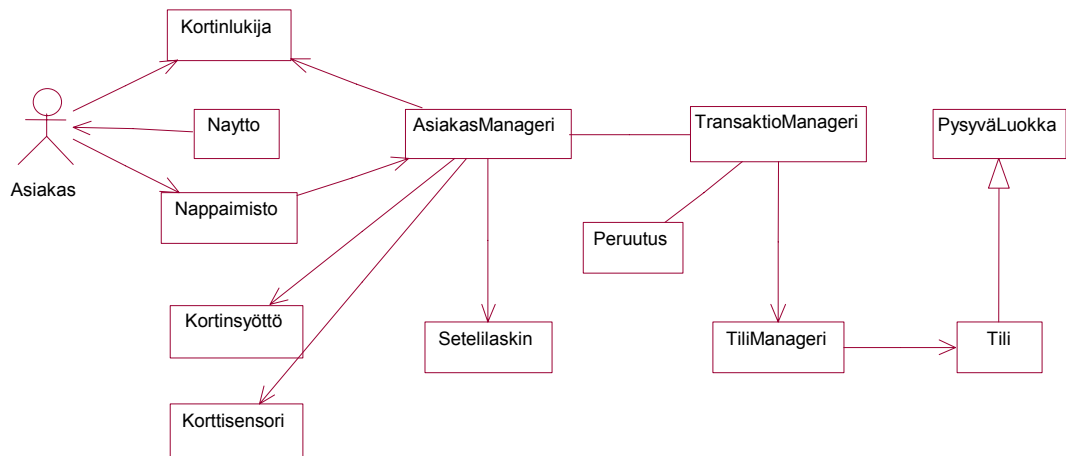 Kortinlukija
Naytto
AsiakasManageri
TransaktioManageri
PysyväLuokka
Asiakas
Nappaimisto
Peruutus
Kortinsyöttö
Setelilaskin
TiliManageri
Tili
Korttisensori